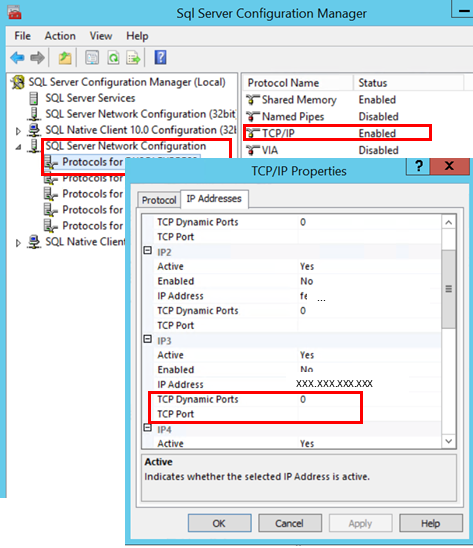 Sql Server Configuration Manager
File Action View Help
SQL Server Configuration Manager (Local)
SQL Server Services
SQL Server Network Configuration (32bit
SQL Native Client 10.0 Configuration (32bi
SQL Server Network Configuration
Protocols for
Protocols for
Protocols for
Protocols for
Protocols for
SQL Native Client
Protocol Name Status
Shared Memory Enabled
Named Pipes Disabled
TCP/IP Enabled
VIA Disabled
TCP/IP Properties
? X
Protocol IP Addresses
TCP Dynamic Ports 0
TCP Port
IP2
Active Yes
Enabled No
IP Address fe ...
TCP Dynamic Ports 0
TCP Port
IP3
Active Yes
Enabled No
IP Address XXX.XXX.XXX.XXX
TCP Dynamic Ports 0
TCP Port
IP4
Active Yes
Active
Indicates whether the selected IP Address is active.
OK Cancel Apply Help